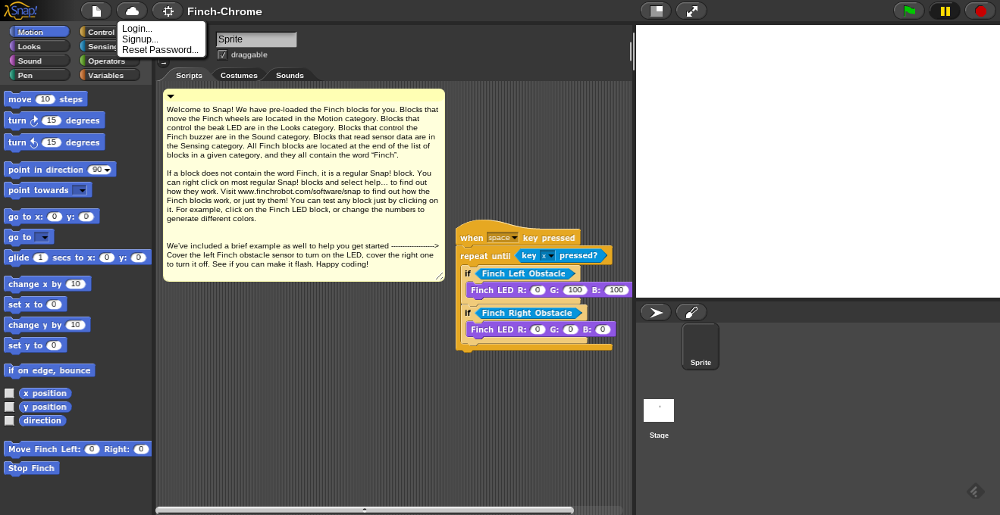 Snap!
Finch-Chrome
Login...
Signup...
Reset Password...
Motion
Control
Looks
Sensing
Sound
Operators
Pen
Variables
Sprite
draggable
Scripts
Costumes
Sounds
move 10 steps
turn 15 degrees
turn 15 degrees
point in direction 90
point towards
go to x: 0 y: 0
go to
glide 1 secs to x: 0 y: 0
change x by 10
set x to 0
change y by 10
set y to 0
if on edge, bounce
x position
y position
direction
Move Finch Left: 0 Right: 0
Stop Finch
Welcome to Snap! We have pre-loaded the Finch blocks for you. Blocks that
move the Finch wheels are located in the Motion category. Blocks that
control the beak LED are in the Looks category. Blocks that control the
Finch buzzer are in the Sound category. Blocks that read sensor data are in
the Sensing category. All Finch blocks are located at the end of the list of
blocks in a given category, and they all contain the word “Finch”.
If a block does not contain the word Finch, it is a regular Snap! block. You
can right click on most regular Snap! blocks and select help... to find out
how they work. Visit www.finchrobot.com/software/snap to find out how the
Finch blocks work, or just try them! You can test any block just by clicking on
it. For example, click on the Finch LED block, or change the numbers to
generate different colors.
We've included a brief example as well to help you get started ------------------->
Cover the left Finch obstacle sensor to turn on the LED, cover the right one
to turn it off. See if you can make it flash. Happy coding!
when space key pressed
repeat until key x pressed?
if Finch Left Obstacle
Finch LED R: 0 G: 100 B: 100
if Finch Right Obstacle
Finch LED R: 0 G: 0 B: 0
Sprite
Stage